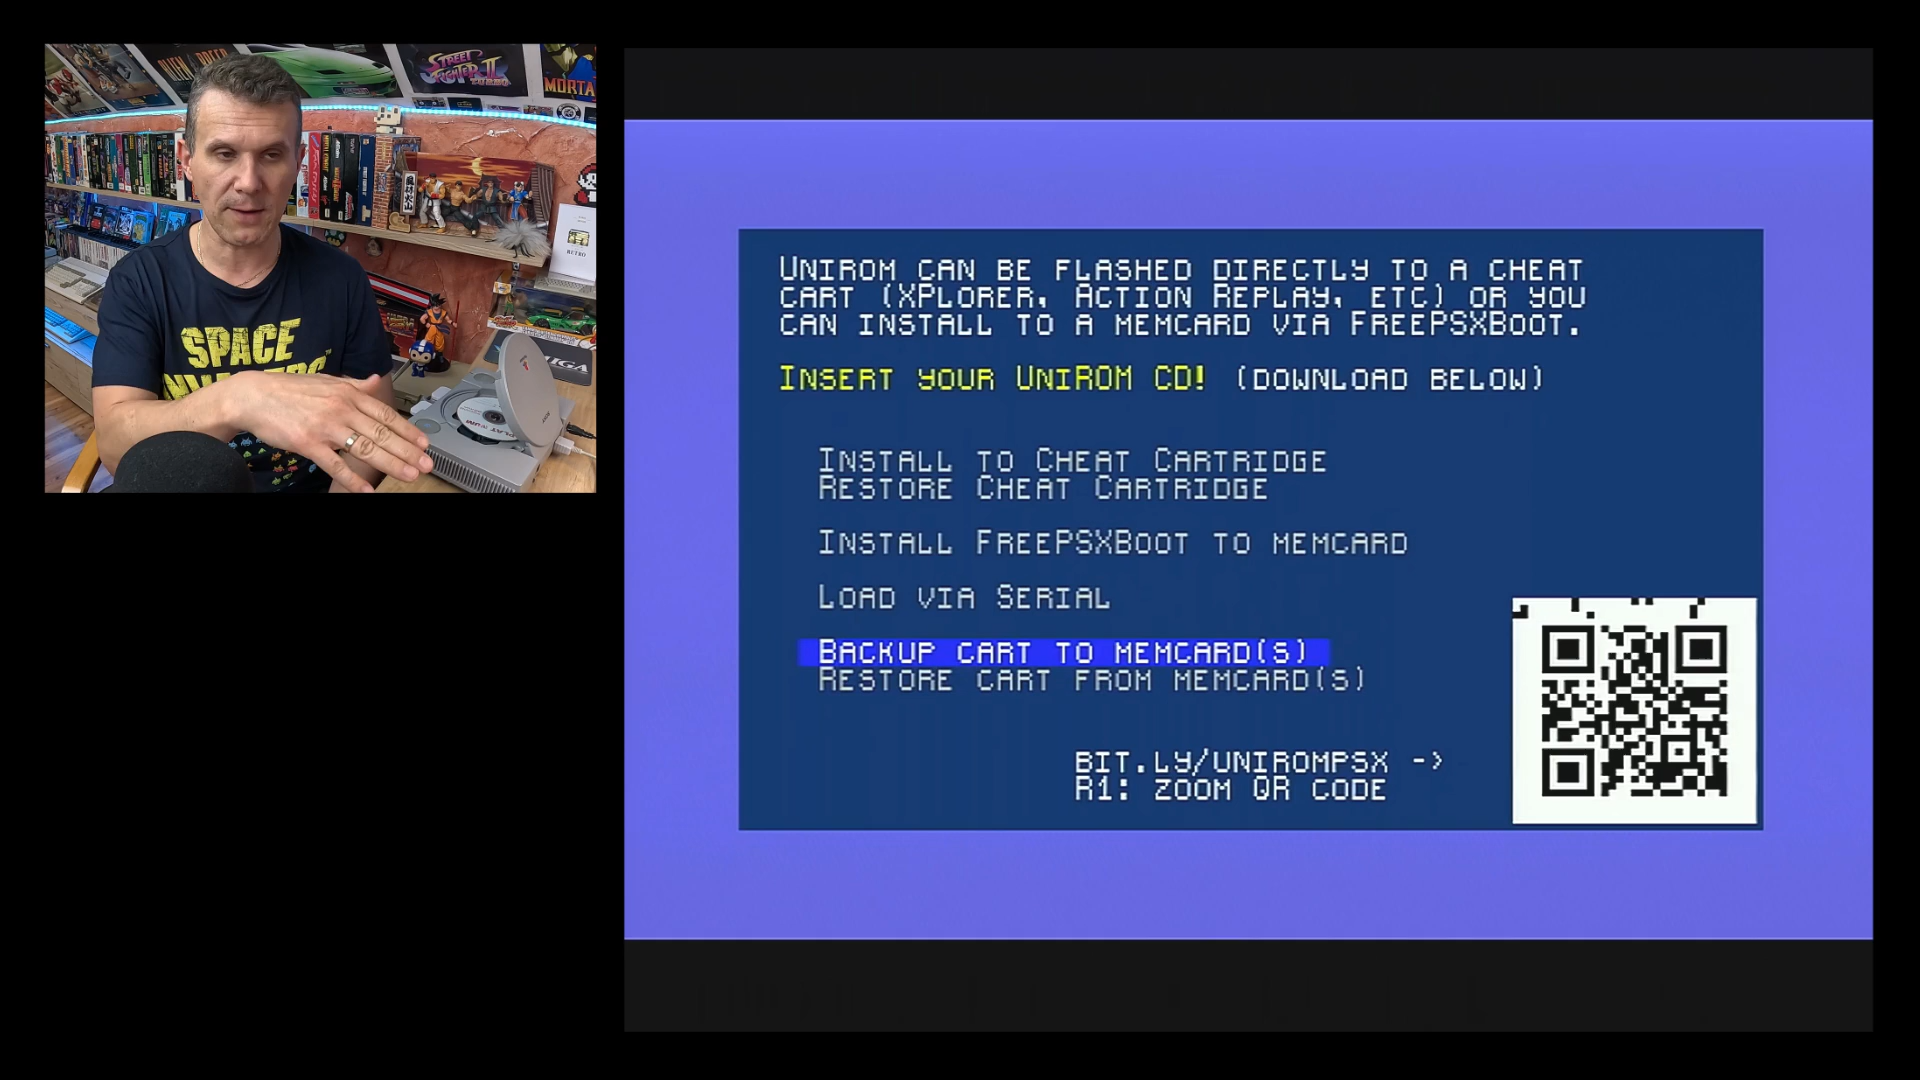 STREET
FIGHTER II
TURBO
MORTA
SPACE
RETRO
UNIROM CAN BE FLASHED DIRECTLY TO A CHEAT
CART (XPLORER, ACTION REPLAY, ETC) OR YOU
CAN INSTALL TO A MEMCARD VIA FREEPSXBOOT.
INSERT YOUR UNIROM CD! (DOWNLOAD BELOW)
INSTALL TO CHEAT CARTRIDGE
RESTORE CHEAT CARTRIDGE
INSTALL FREEPSXBOOT TO MEMCARD
LOAD VIA SERIAL
BACKUP CART TO MEMCARD(S)
RESTORE CART FROM MEMCARD(S)
BIT.LY/UNIROMPSX ->
R1: ZOOM QR CODE